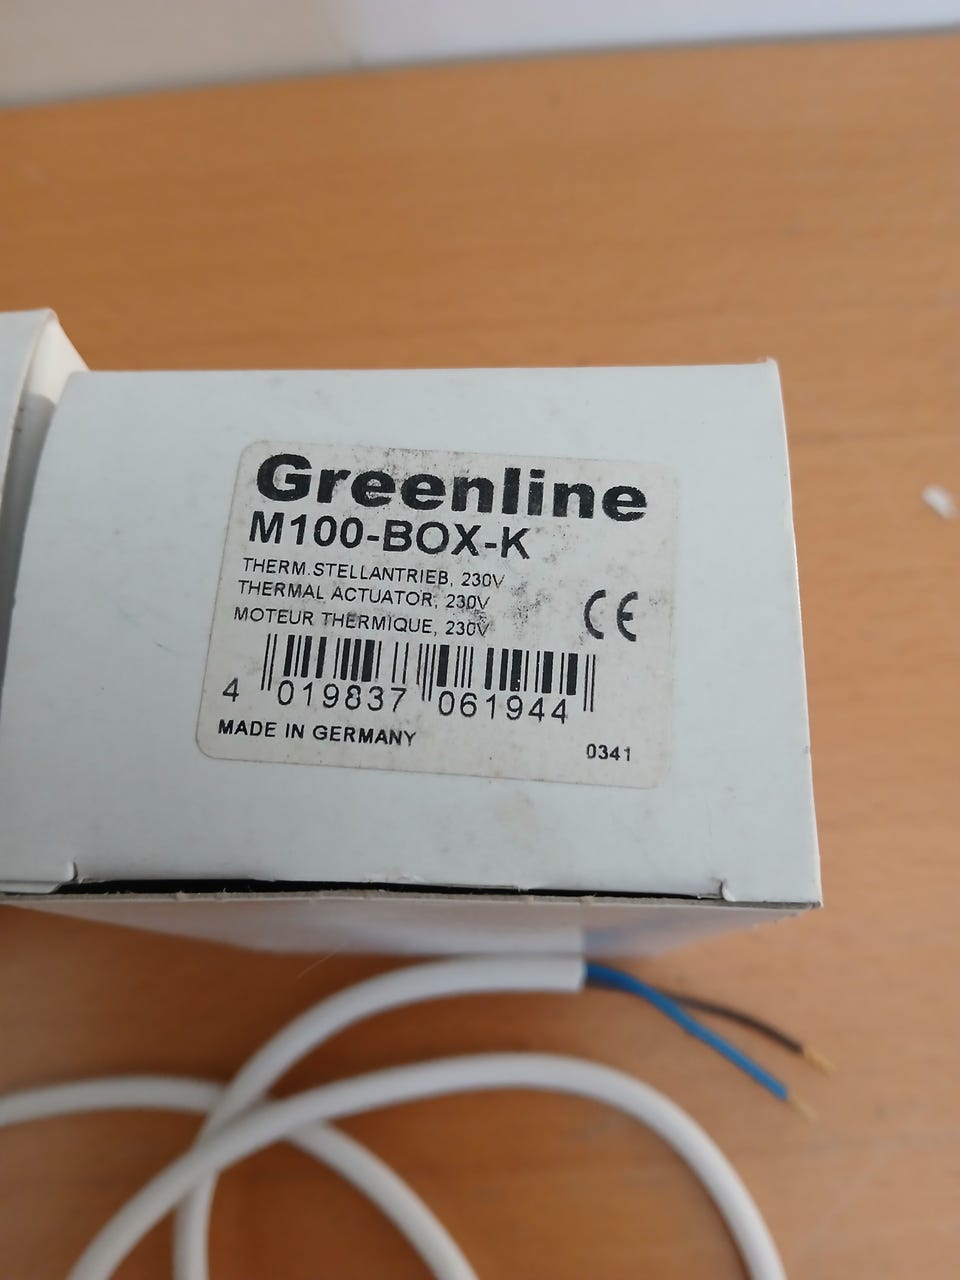 Greenline
M100-BOX-K
THERM.STELLANTRIEB, 230V
THERMAL ACTUATOR, 230V
MOTEUR THERMIQUE, 230V
CE
4 019837 061944
MADE IN GERMANY
0341